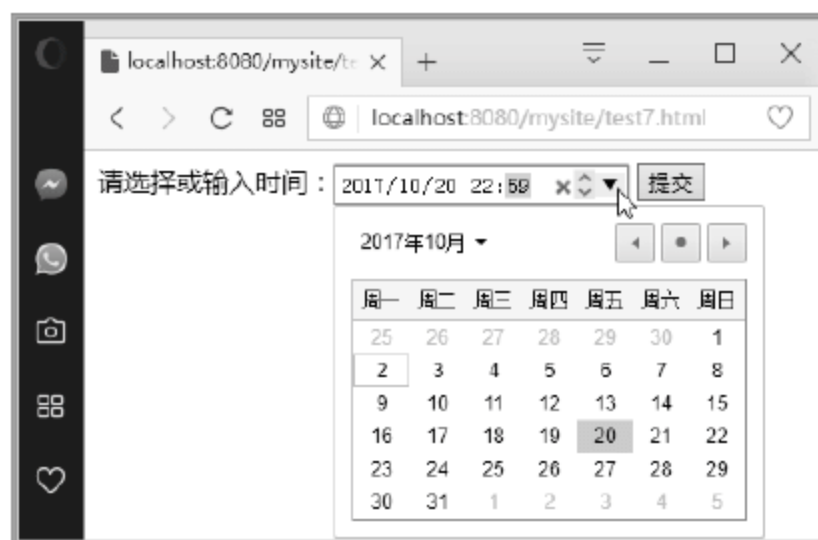 localhost:8080/mysite/te
localhost:8080/mysite/test7.html
请选择或输入时间： 2017/10/20 22:59 提交
2017年10月
周一 周二 周三 周四 周五 周六 周日
25 26 27 28 29 30 1
2 3 4 5 6 7 8
9 10 11 12 13 14 15
16 17 18 19 20 21 22
23 24 25 26 27 28 29
30 31 1 2 3 4 5